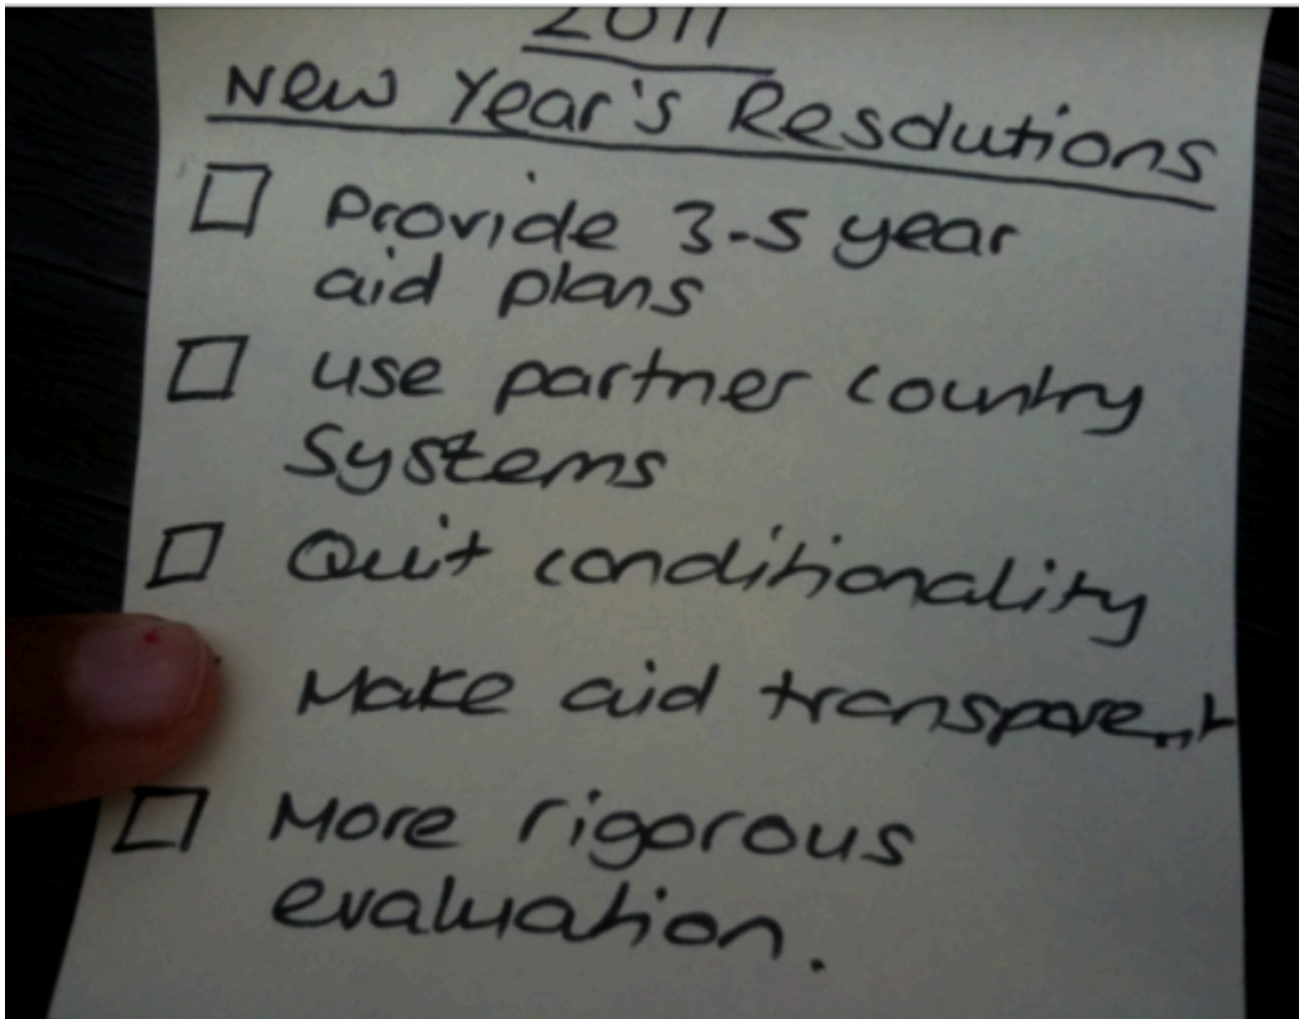 2011
New Year's Resolutions
Provide 3-5 year
aid plans
use partner country
Systems
Quit conditionality
Make aid transparent
More rigorous
evaluation.